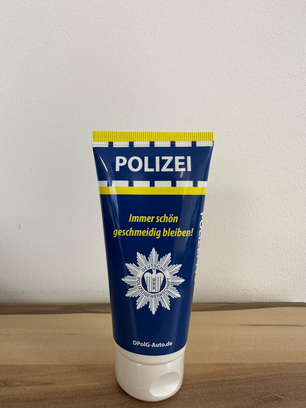 POLIZEI
Immer schön
geschmeidig bleiben!
DPolG-Auto.de